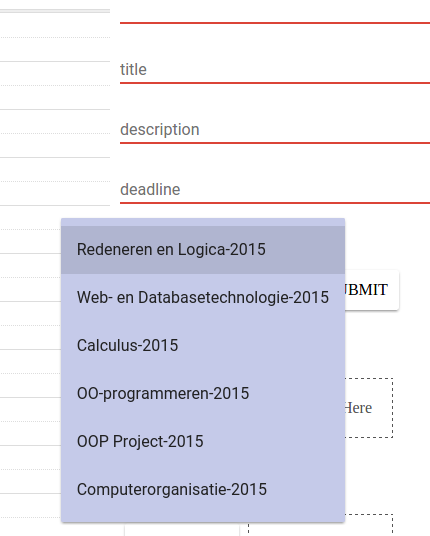 title
description
deadline
Redeneren en Logica-2015
Web- en Databasetechnologie-2015
UBMIT
Calculus-2015
OO-programmeren-2015
Here
OOP Project-2015
Computerorganisatie-2015